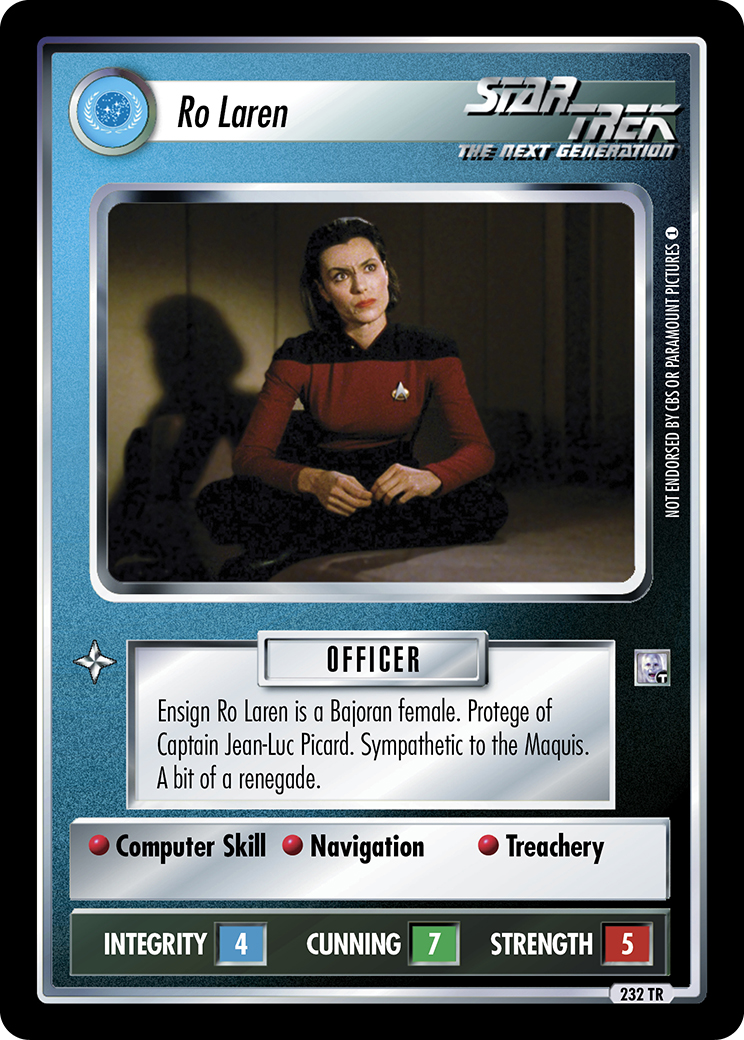 Ro Laren
STAR TREK
THE NEXT GENERATION
NOT ENDORSED BY CBS OR PARAMOUNT PICTURES 1
OFFICER
T
Ensign Ro Laren is a Bajoran female. Protege of
Captain Jean-Luc Picard. Sympathetic to the Maquis.
A bit of a renegade.
Computer Skill Navigation Treachery
INTEGRITY 4 CUNNING 7 STRENGTH 5
232 TR